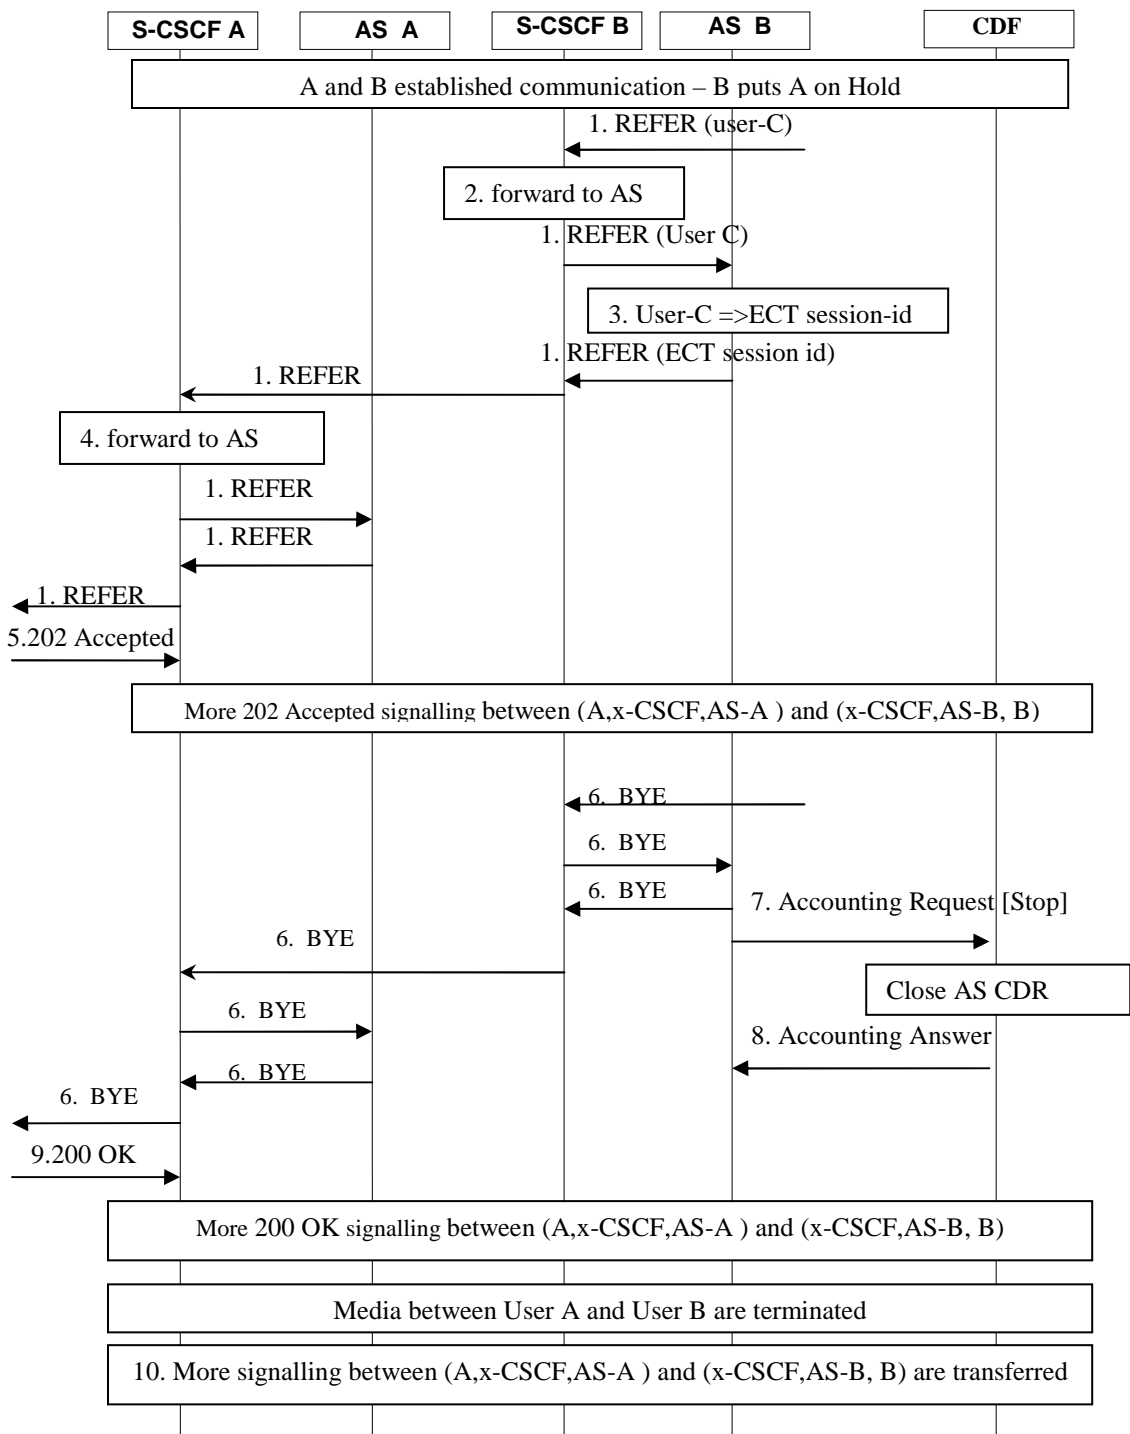 S-CSCF A
AS A
S-CSCF B
AS B
CDF
A and B established communication – B puts A on Hold
1. REFER (user-C)
2. forward to AS
1. REFER (User C)
3. User-C =>ECT session-id
1. REFER (ECT session id)
1. REFER
4. forward to AS
1. REFER
1. REFER
1. REFER
5.202 Accepted
More 202 Accepted signalling between (A,x-CSCF,AS-A ) and (x-CSCF,AS-B, B)
6. BYE
6. BYE
6. BYE
7. Accounting Request [Stop]
6. BYE
Close AS CDR
6. BYE
8. Accounting Answer
6. BYE
6. BYE
9.200 OK
More 200 OK signalling between (A,x-CSCF,AS-A ) and (x-CSCF,AS-B, B)
Media between User A and User B are terminated
10. More signalling between (A,x-CSCF,AS-A ) and (x-CSCF,AS-B, B) are transferred